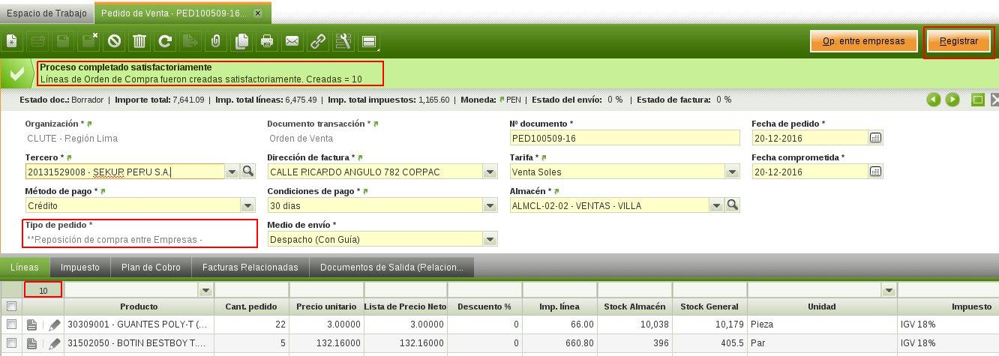 Espacio de Trabajo Pedido de Venta - PED100509-16... x
Op. entre empresas Registrar
Proceso completado satisfactoriamente
Líneas de Orden de Compra fueron creadas satisfactoriamente. Creadas = 10
Estado doc.: Borrador | Importe total: 7,641.09 | Imp. total líneas: 6,475.49 | Imp. total impuestos: 1,165.60 | Moneda: PEN | Estado del envío: 0 % | Estado de factura: 0 %
Organización * Documento transacción * Nº documento * Fecha de pedido *
CLUTE - Región Lima Orden de Venta PED100509-16 20-12-2016
Tercero * Dirección de factura * Tarifa * Fecha comprometida *
20131529008 - SEKUR PERU S.A. CALLE RICARDO ANGULO 782 CORPAC Venta Soles 20-12-2016
Método de pago * Condiciones de pago * Almacén *
Crédito 30 dias ALMCL-02-02 - VENTAS - VILLA
Tipo de pedido * Medio de envío *
**Reposición de compra entre Empresas - Despacho (Con Guía)
Líneas Impuesto Plan de Cobro Facturas Relacionadas Documentos de Salida (Relacion...
10
Producto Cant. pedido Precio unitario Lista de Precio Neto Descuento % Imp. línea Stock Almacén Stock General Unidad Impuesto
30309001 - GUANTES POLY-T (... 22 3.00000 3.00000 0 66.00 10,038 10,179 Pieza IGV 18%
31502050 - BOTIN BESTBOY T.... 5 132.16000 132.16000 0 660.80 396 405.5 Par IGV 18%